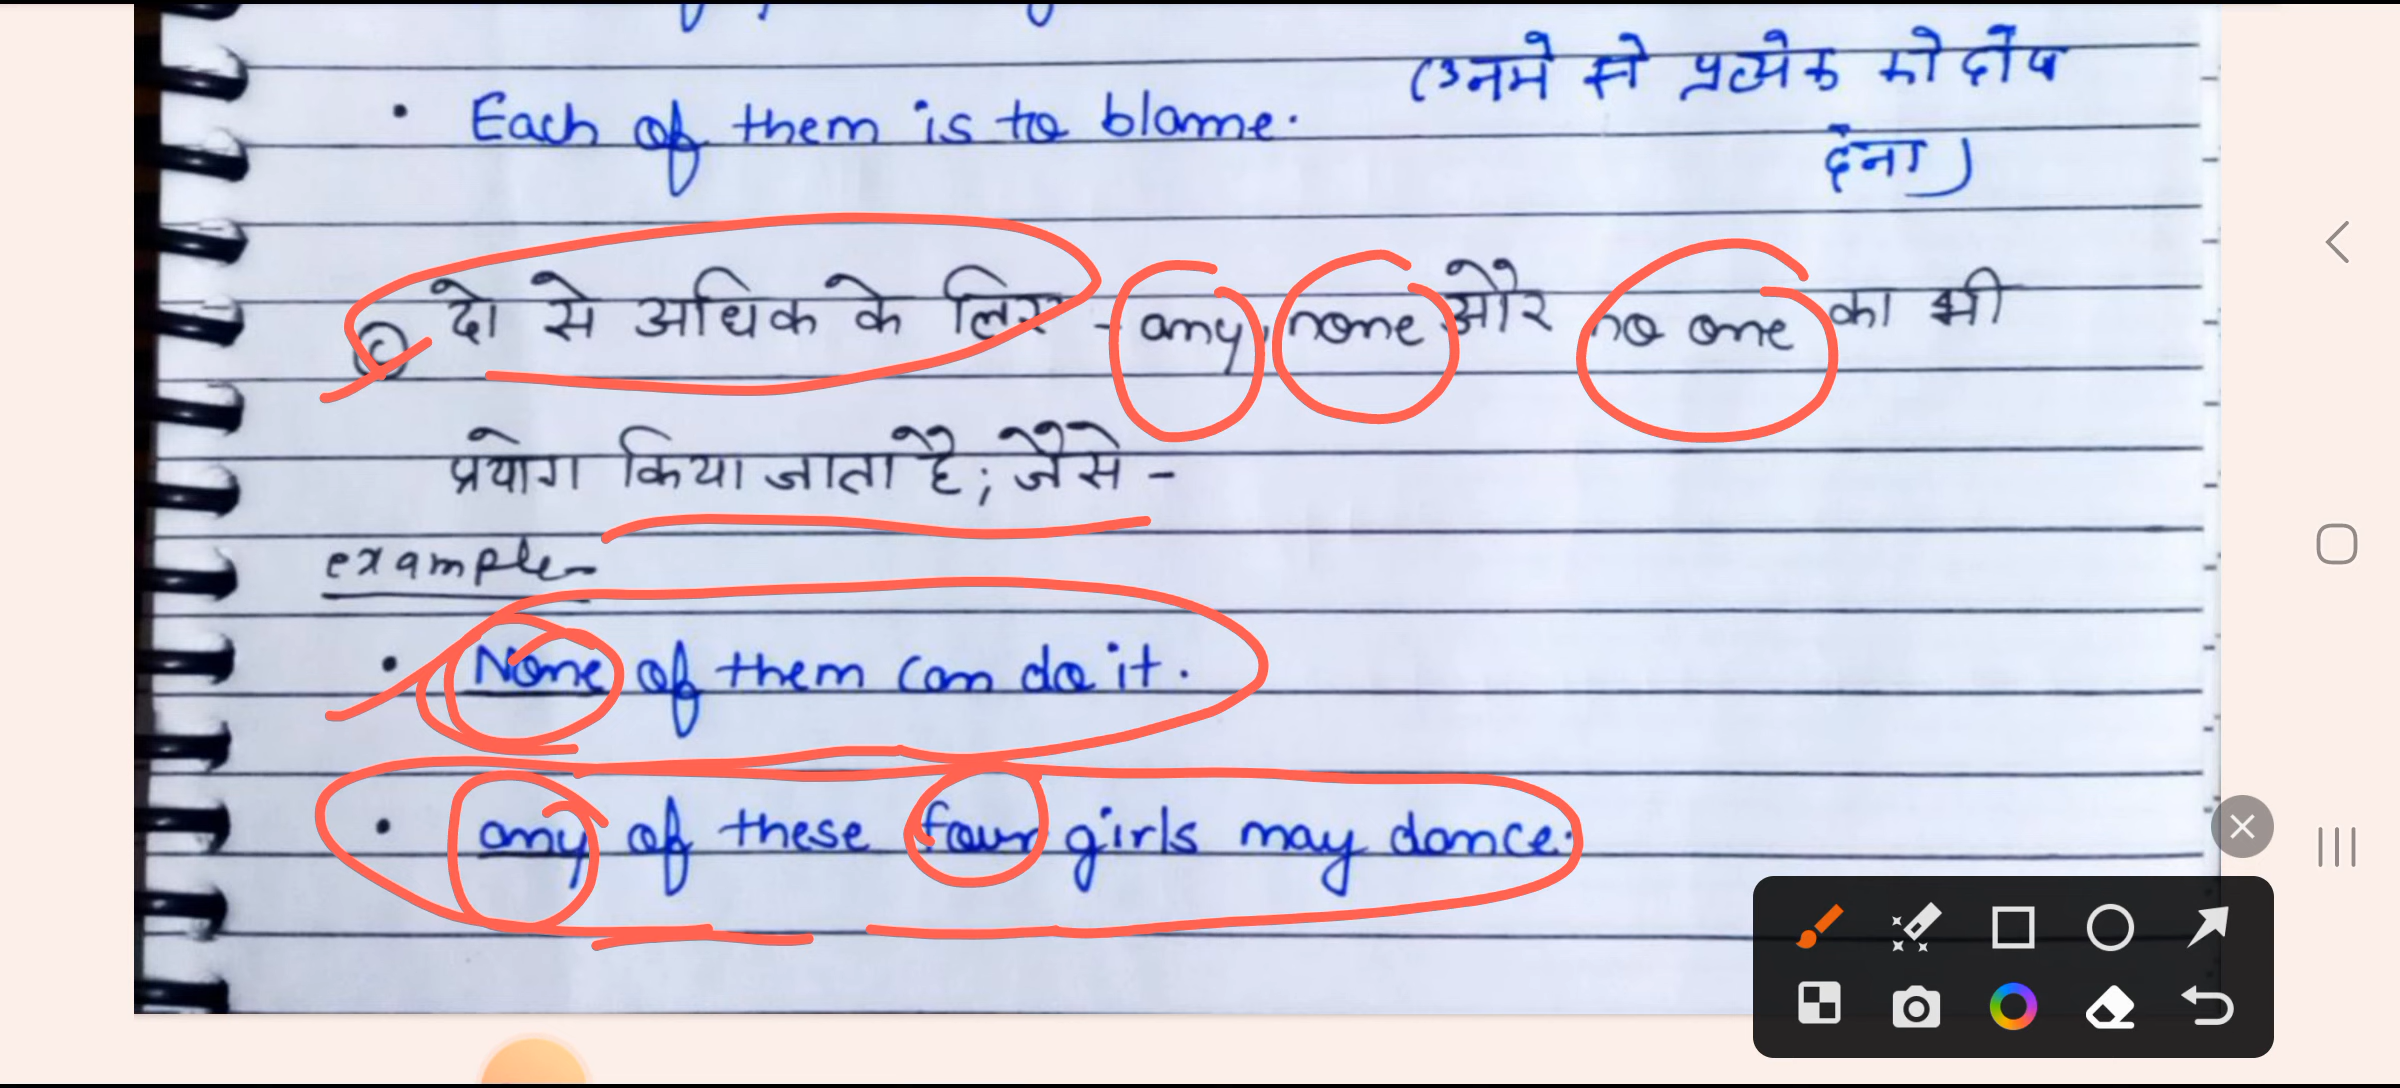 (उनमे से प्रत्येक को दोष
• Each of them is to blame.
देना)
© दो से अधिक के लिए - any, none और no one का भी
प्रयोग किया जाता है; जैसे -
example -
• None of them can do it.
• any of these four girls may dance.